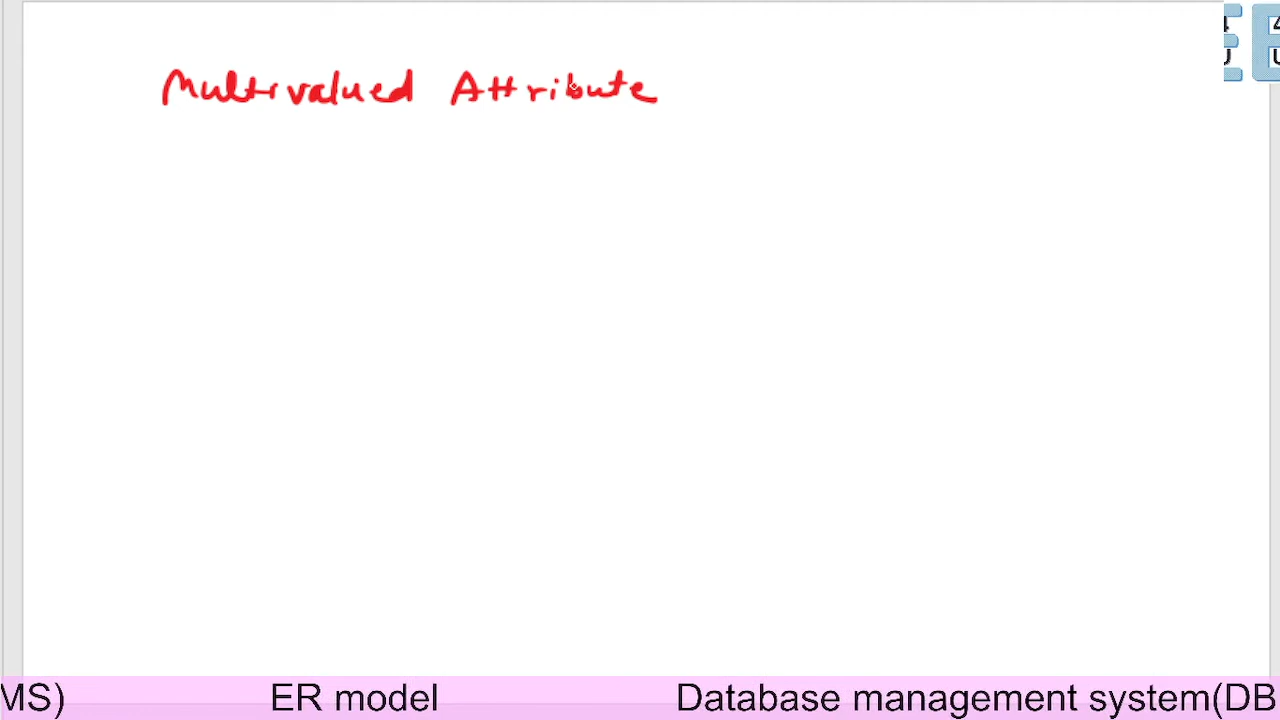 Multivalued Attribute
MS) ER model Database management system(DB